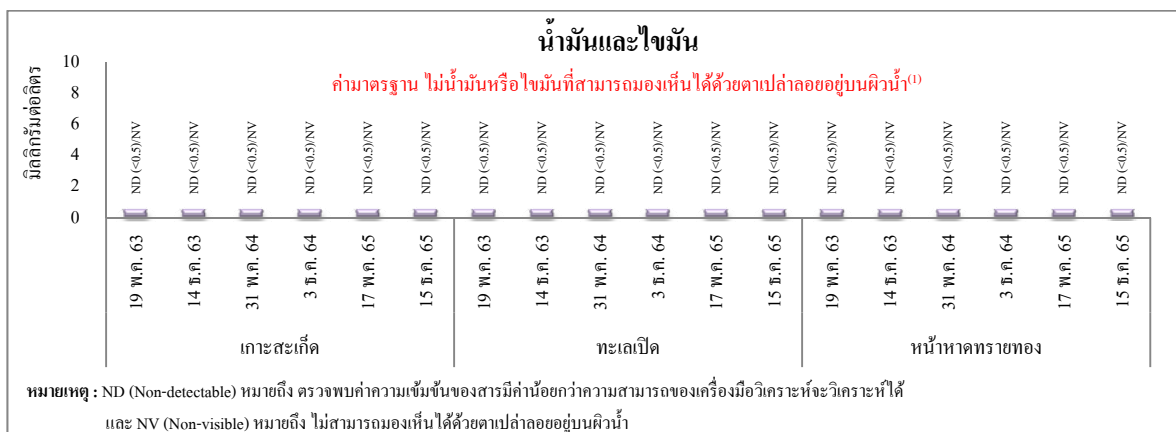 น้ำมันและไขมัน
ค่ามาตรฐาน ไม่น้ำมันหรือไขมันที่สามารถมองเห็นได้ด้วยตาเปล่าลอยอยู่บนผิวน้ำ(1)
มิลลิกรัมต่อลิตร
10
8
6
4
2
0
ND (<0.5)/NV ND (<0.5)/NV ND (<0.5)/NV ND (<0.5)/NV ND (<0.5)/NV ND (<0.5)/NV ND (<0.5)/NV ND (<0.5)/NV ND (<0.5)/NV ND (<0.5)/NV ND (<0.5)/NV ND (<0.5)/NV ND (<0.5)/NV ND (<0.5)/NV ND (<0.5)/NV ND (<0.5)/NV ND (<0.5)/NV ND (<0.5)/NV
19 พ.ค. 63 14 ธ.ค. 63 31 พ.ค. 64 3 ธ.ค. 64 17 พ.ค. 65 15 ธ.ค. 65 19 พ.ค. 63 14 ธ.ค. 63 31 พ.ค. 64 3 ธ.ค. 64 17 พ.ค. 65 15 ธ.ค. 65 19 พ.ค. 63 14 ธ.ค. 63 31 พ.ค. 64 3 ธ.ค. 64 17 พ.ค. 65 15 ธ.ค. 65
เกาะสะเก็ด ทะเลเปิด หน้าหาดทรายทอง
หมายเหตุ : ND (Non-detectable) หมายถึง ตรวจพบค่าความเข้มข้นของสารมีค่าน้อยกว่าความสามารถของเครื่องมือวิเคราะห์จะวิเคราะห์ได้
และ NV (Non-visible) หมายถึง ไม่สามารถมองเห็นได้ด้วยตาเปล่าลอยอยู่บนผิวน้ำ